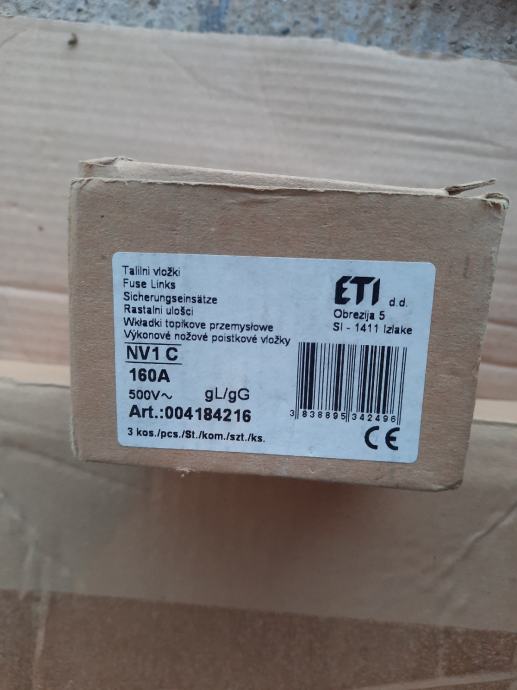 Talilni vložki
Fuse Links
Sicherungseinsätze
Rastalni ulošci
Wkładki topikowe przemysłowe
Výkonové nožové poistkové vložky
NV1 C
160A
500V~ gL/gG
Art.:004184216
3 kos./pcs./St./kom./szt./ks.
ETI d.d.
Obrezija 5
SI - 1411 Izlake
3 838895 342496
CE